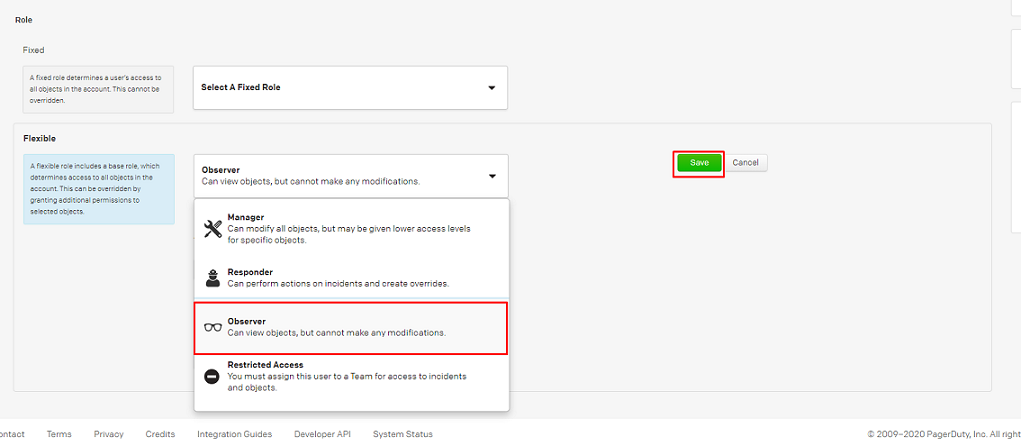 Role
Fixed
A fixed role determines a user's access to
all objects in the account. This cannot be
overridden.
Select A Fixed Role
Flexible
A flexible role includes a base role, which
determines access to all objects in the
account. This can be overridden by
granting additional permissions to
selected objects.
Observer
Can view objects, but cannot make any modifications.
Save
Cancel
Manager
Can modify all objects, but may be given lower access levels
for specific objects.
Responder
Can perform actions on incidents and create overrides.
Observer
Can view objects, but cannot make any modifications.
Restricted Access
You must assign this user to a Team for access to incidents
and objects.
ontact Terms Privacy Credits Integration Guides Developer API System Status © 2009–2020 PagerDuty, Inc. All right